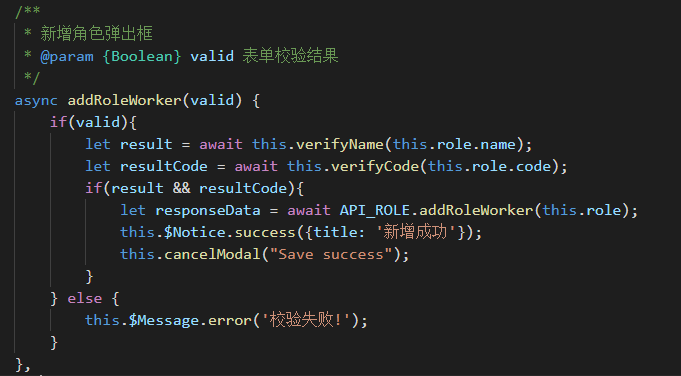 /**
 * 新增角色弹出框
 * @param {Boolean} valid 表单校验结果
 */
async addRoleWorker(valid) {
    if(valid){
        let result = await this.verifyName(this.role.name);
        let resultCode = await this.verifyCode(this.role.code);
        if(result && resultCode){
            let responseData = await API_ROLE.addRoleWorker(this.role);
            this.$Notice.success({title: '新增成功'});
            this.cancelModal("Save success");
        }
    } else {
        this.$Message.error('校验失败!');
    }
},